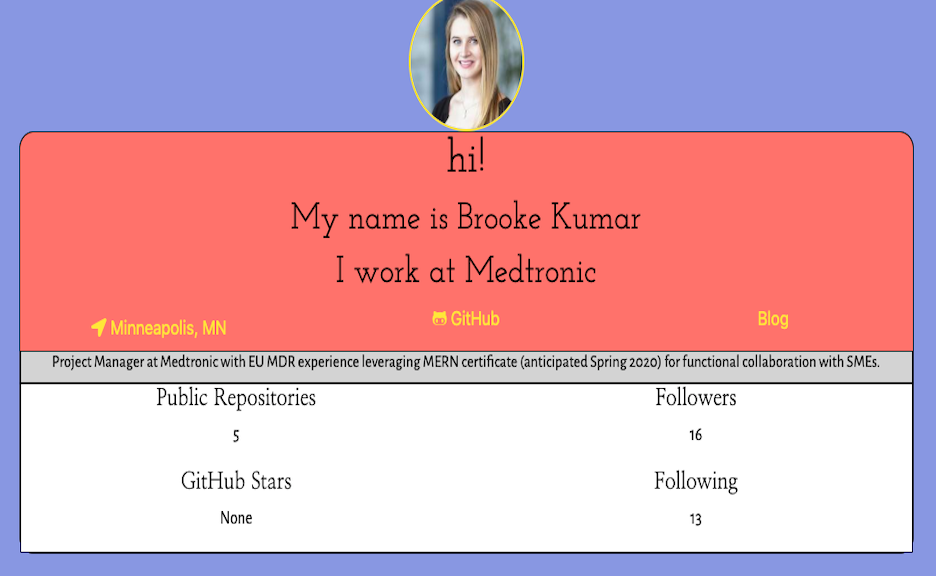 hi!
My name is Brooke Kumar
I work at Medtronic
Minneapolis, MN
GitHub
Blog
Project Manager at Medtronic with EU MDR experience leveraging MERN certificate (anticipated Spring 2020) for functional collaboration with SMEs.
Public Repositories
5
Followers
16
GitHub Stars
None
Following
13